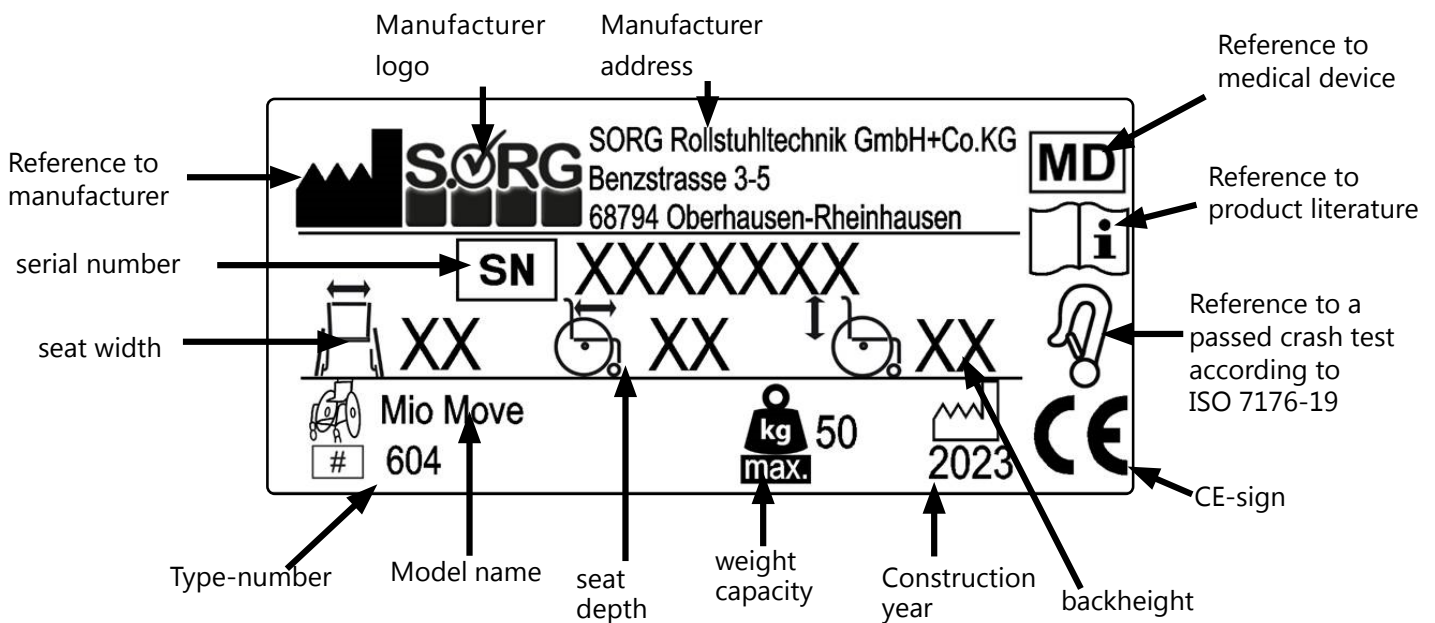 Manufacturer
logo
Manufacturer
address
Reference to
medical device
Reference to
manufacturer
S.ORG
SORG Rollstuhltechnik GmbH+Co.KG
Benzstrasse 3-5
68794 Oberhausen-Rheinhausen
MD
Reference to
product literature
i
serial number
SN XXXXXXX
seat width
XX XX XX
Reference to a
passed crash test
according to
ISO 7176-19
Mio Move
# 604
kg 50
max.
2023
CE
CE-sign
Type-number
Model name
seat
depth
weight
capacity
Construction
year
backheight